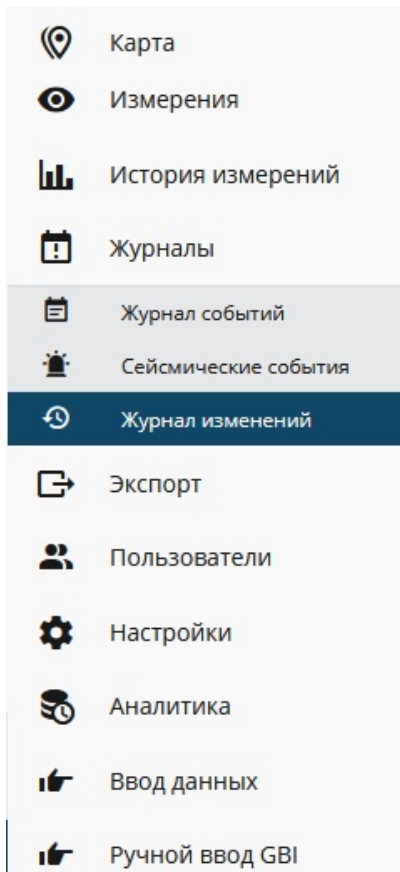 Карта
Измерения
История измерений
Журналы
Журнал событий
Сейсмические события
Журнал изменений
Экспорт
Пользователи
Настройки
Аналитика
Ввод данных
Ручной ввод GBI